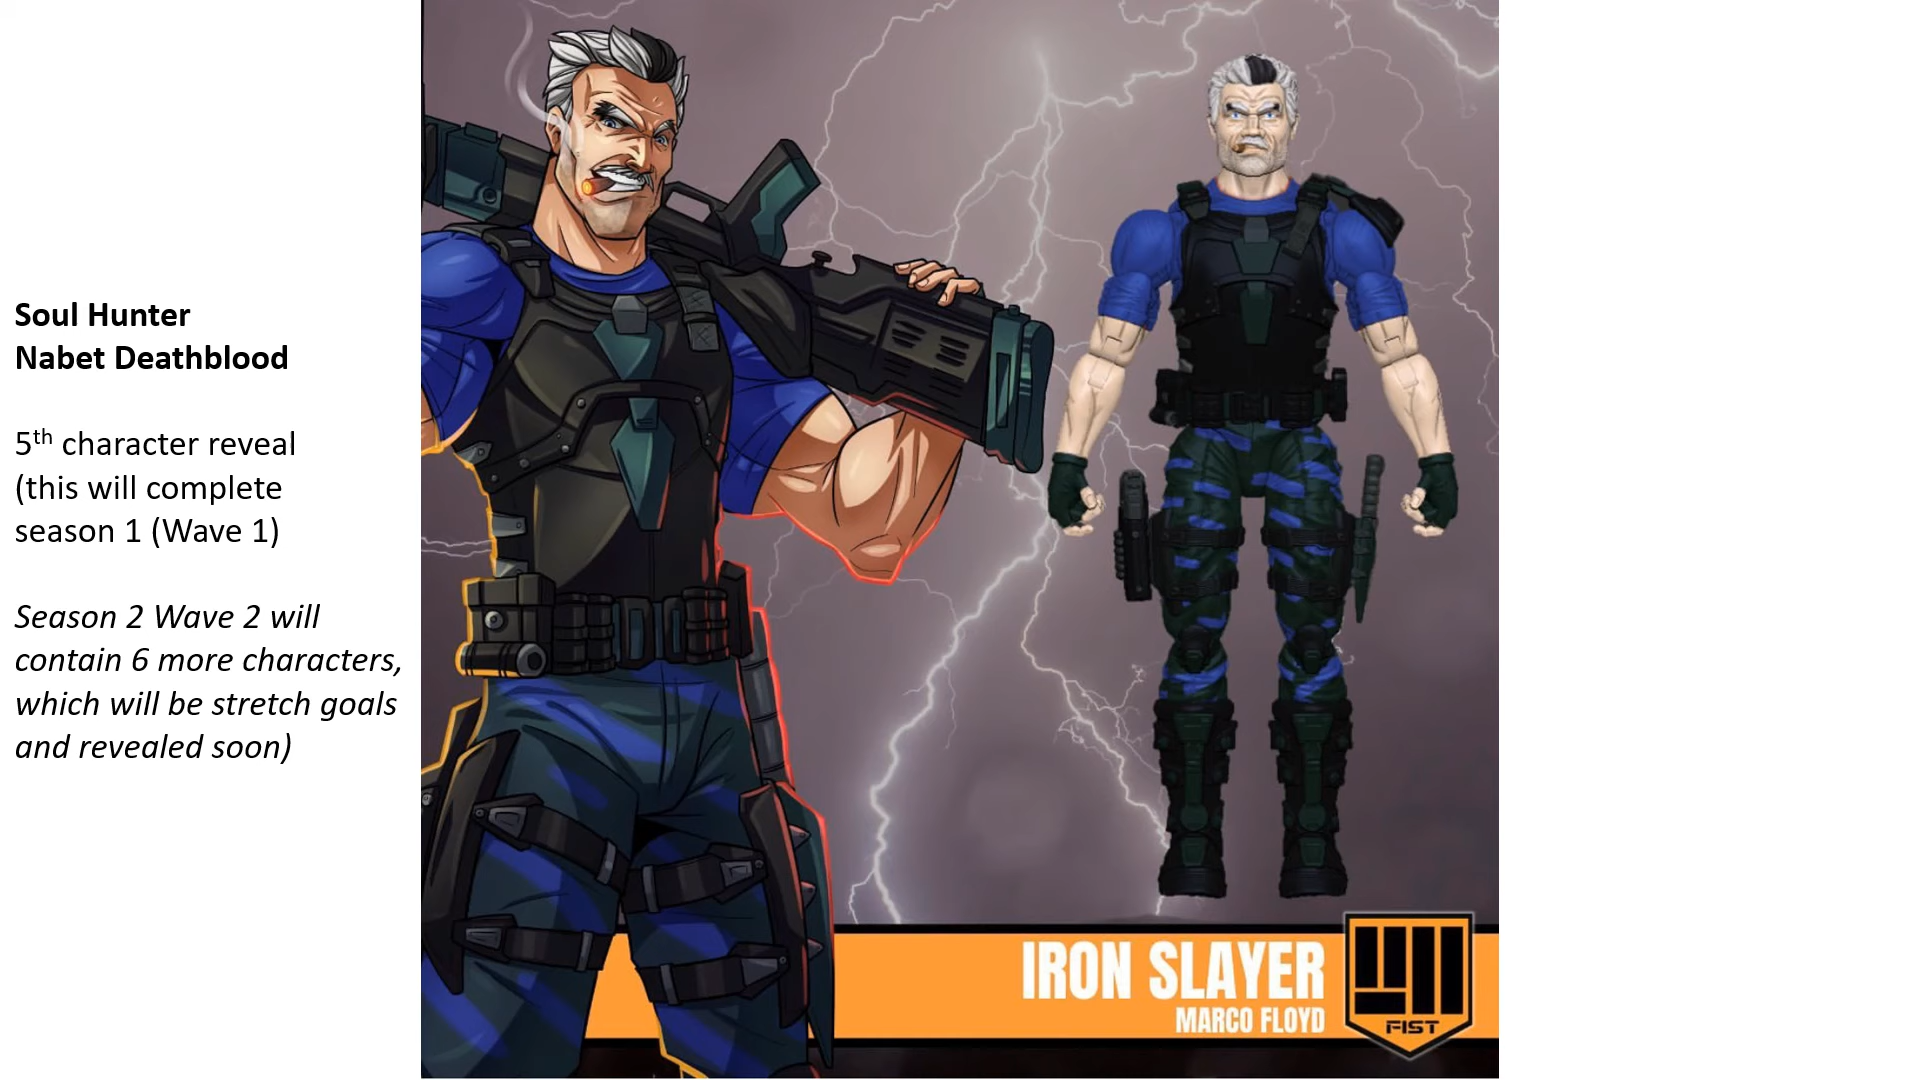 Soul Hunter
Nabet Deathblood
5th character reveal
(this will complete
season 1 (Wave 1)
Season 2 Wave 2 will
contain 6 more characters,
which will be stretch goals
and revealed soon)
IRON SLAYER
MARCO FLOYD
FIST